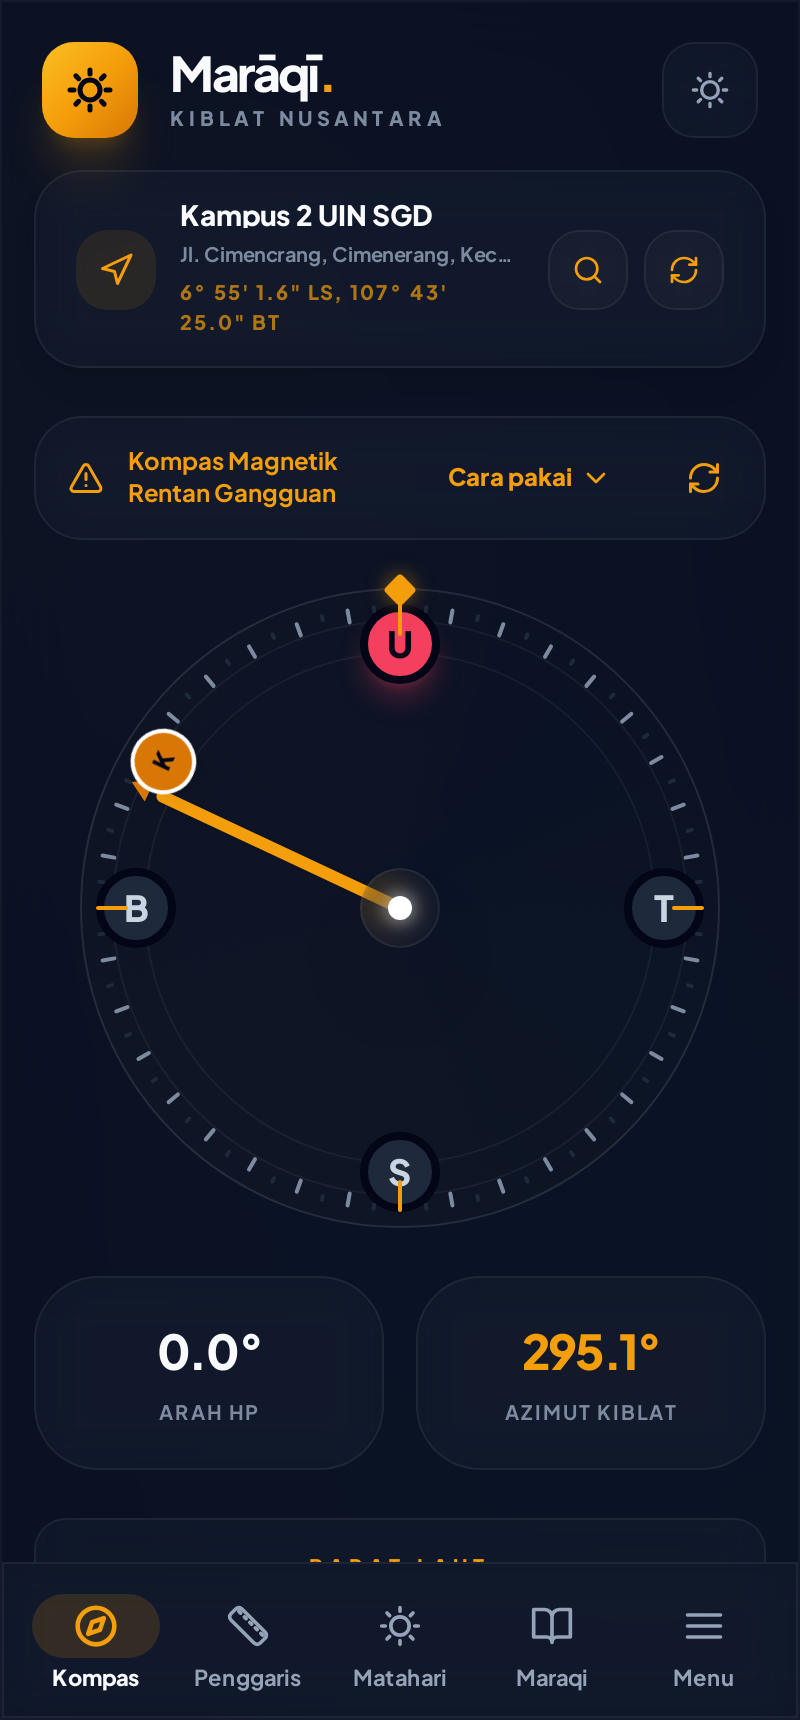 Marāqī.
KIBLAT NUSANTARA
Kampus 2 UIN SGD
Jl. Cimencrang, Cimenerang, Kec...
6° 55' 1.6" LS, 107° 43'
25.0" BT
Kompas Magnetik
Rentan Gangguan
Cara pakai
U
K
B
T
S
0.0°
ARAH HP
295.1°
AZIMUT KIBLAT
Kompas
Penggaris
Matahari
Maraqi
Menu